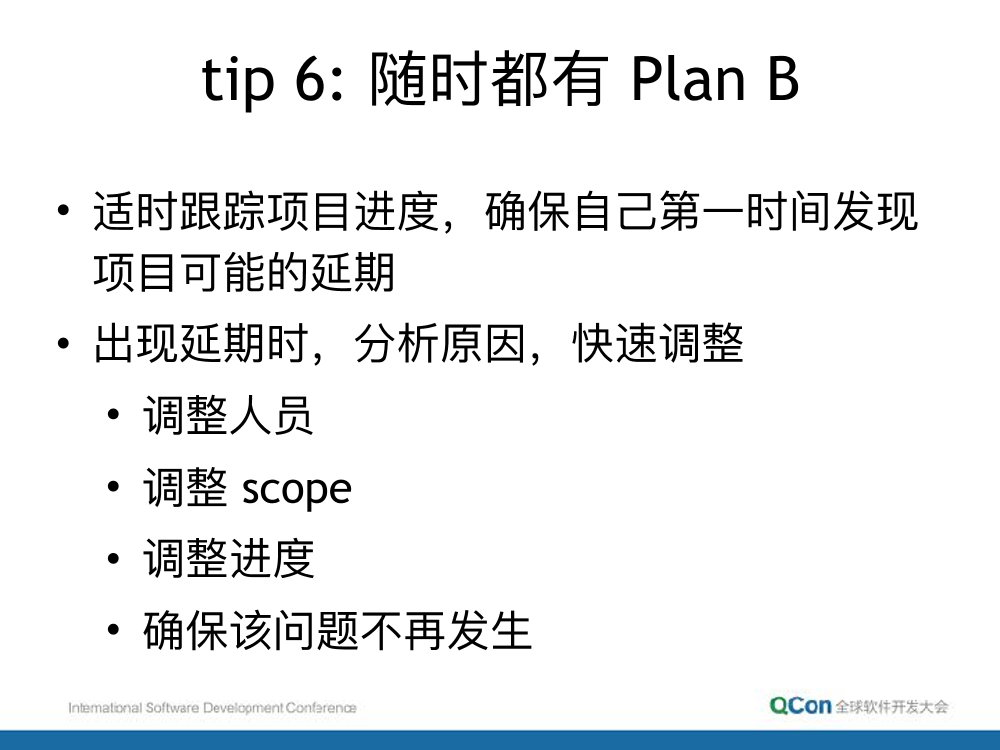 tip 6: 随时都有 Plan B
• 适时跟踪项目进度，确保自己第一时间发现
项目可能的延期
• 出现延期时，分析原因，快速调整
• 调整人员
• 调整 scope
• 调整进度
• 确保该问题不再发生
International Software Development Conference
QCon 全球软件开发大会